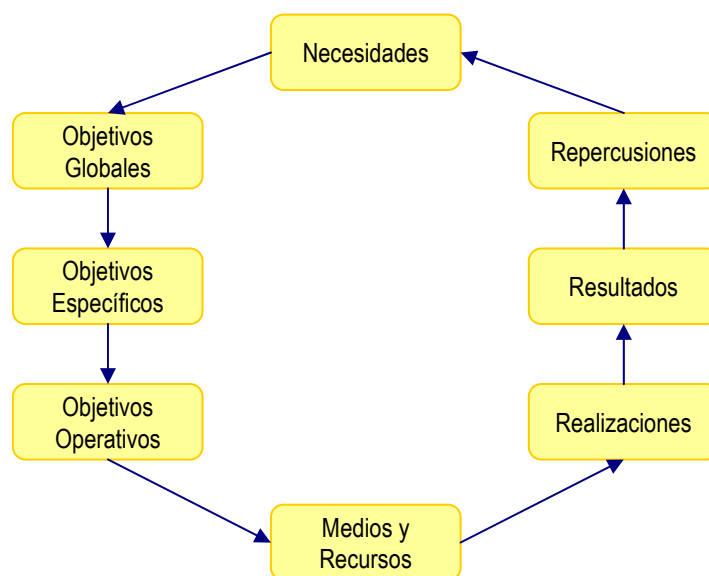 Necesidades
Objetivos
Globales
Repercusiones
Objetivos
Específicos
Resultados
Objetivos
Operativos
Realizaciones
Medios y
Recursos